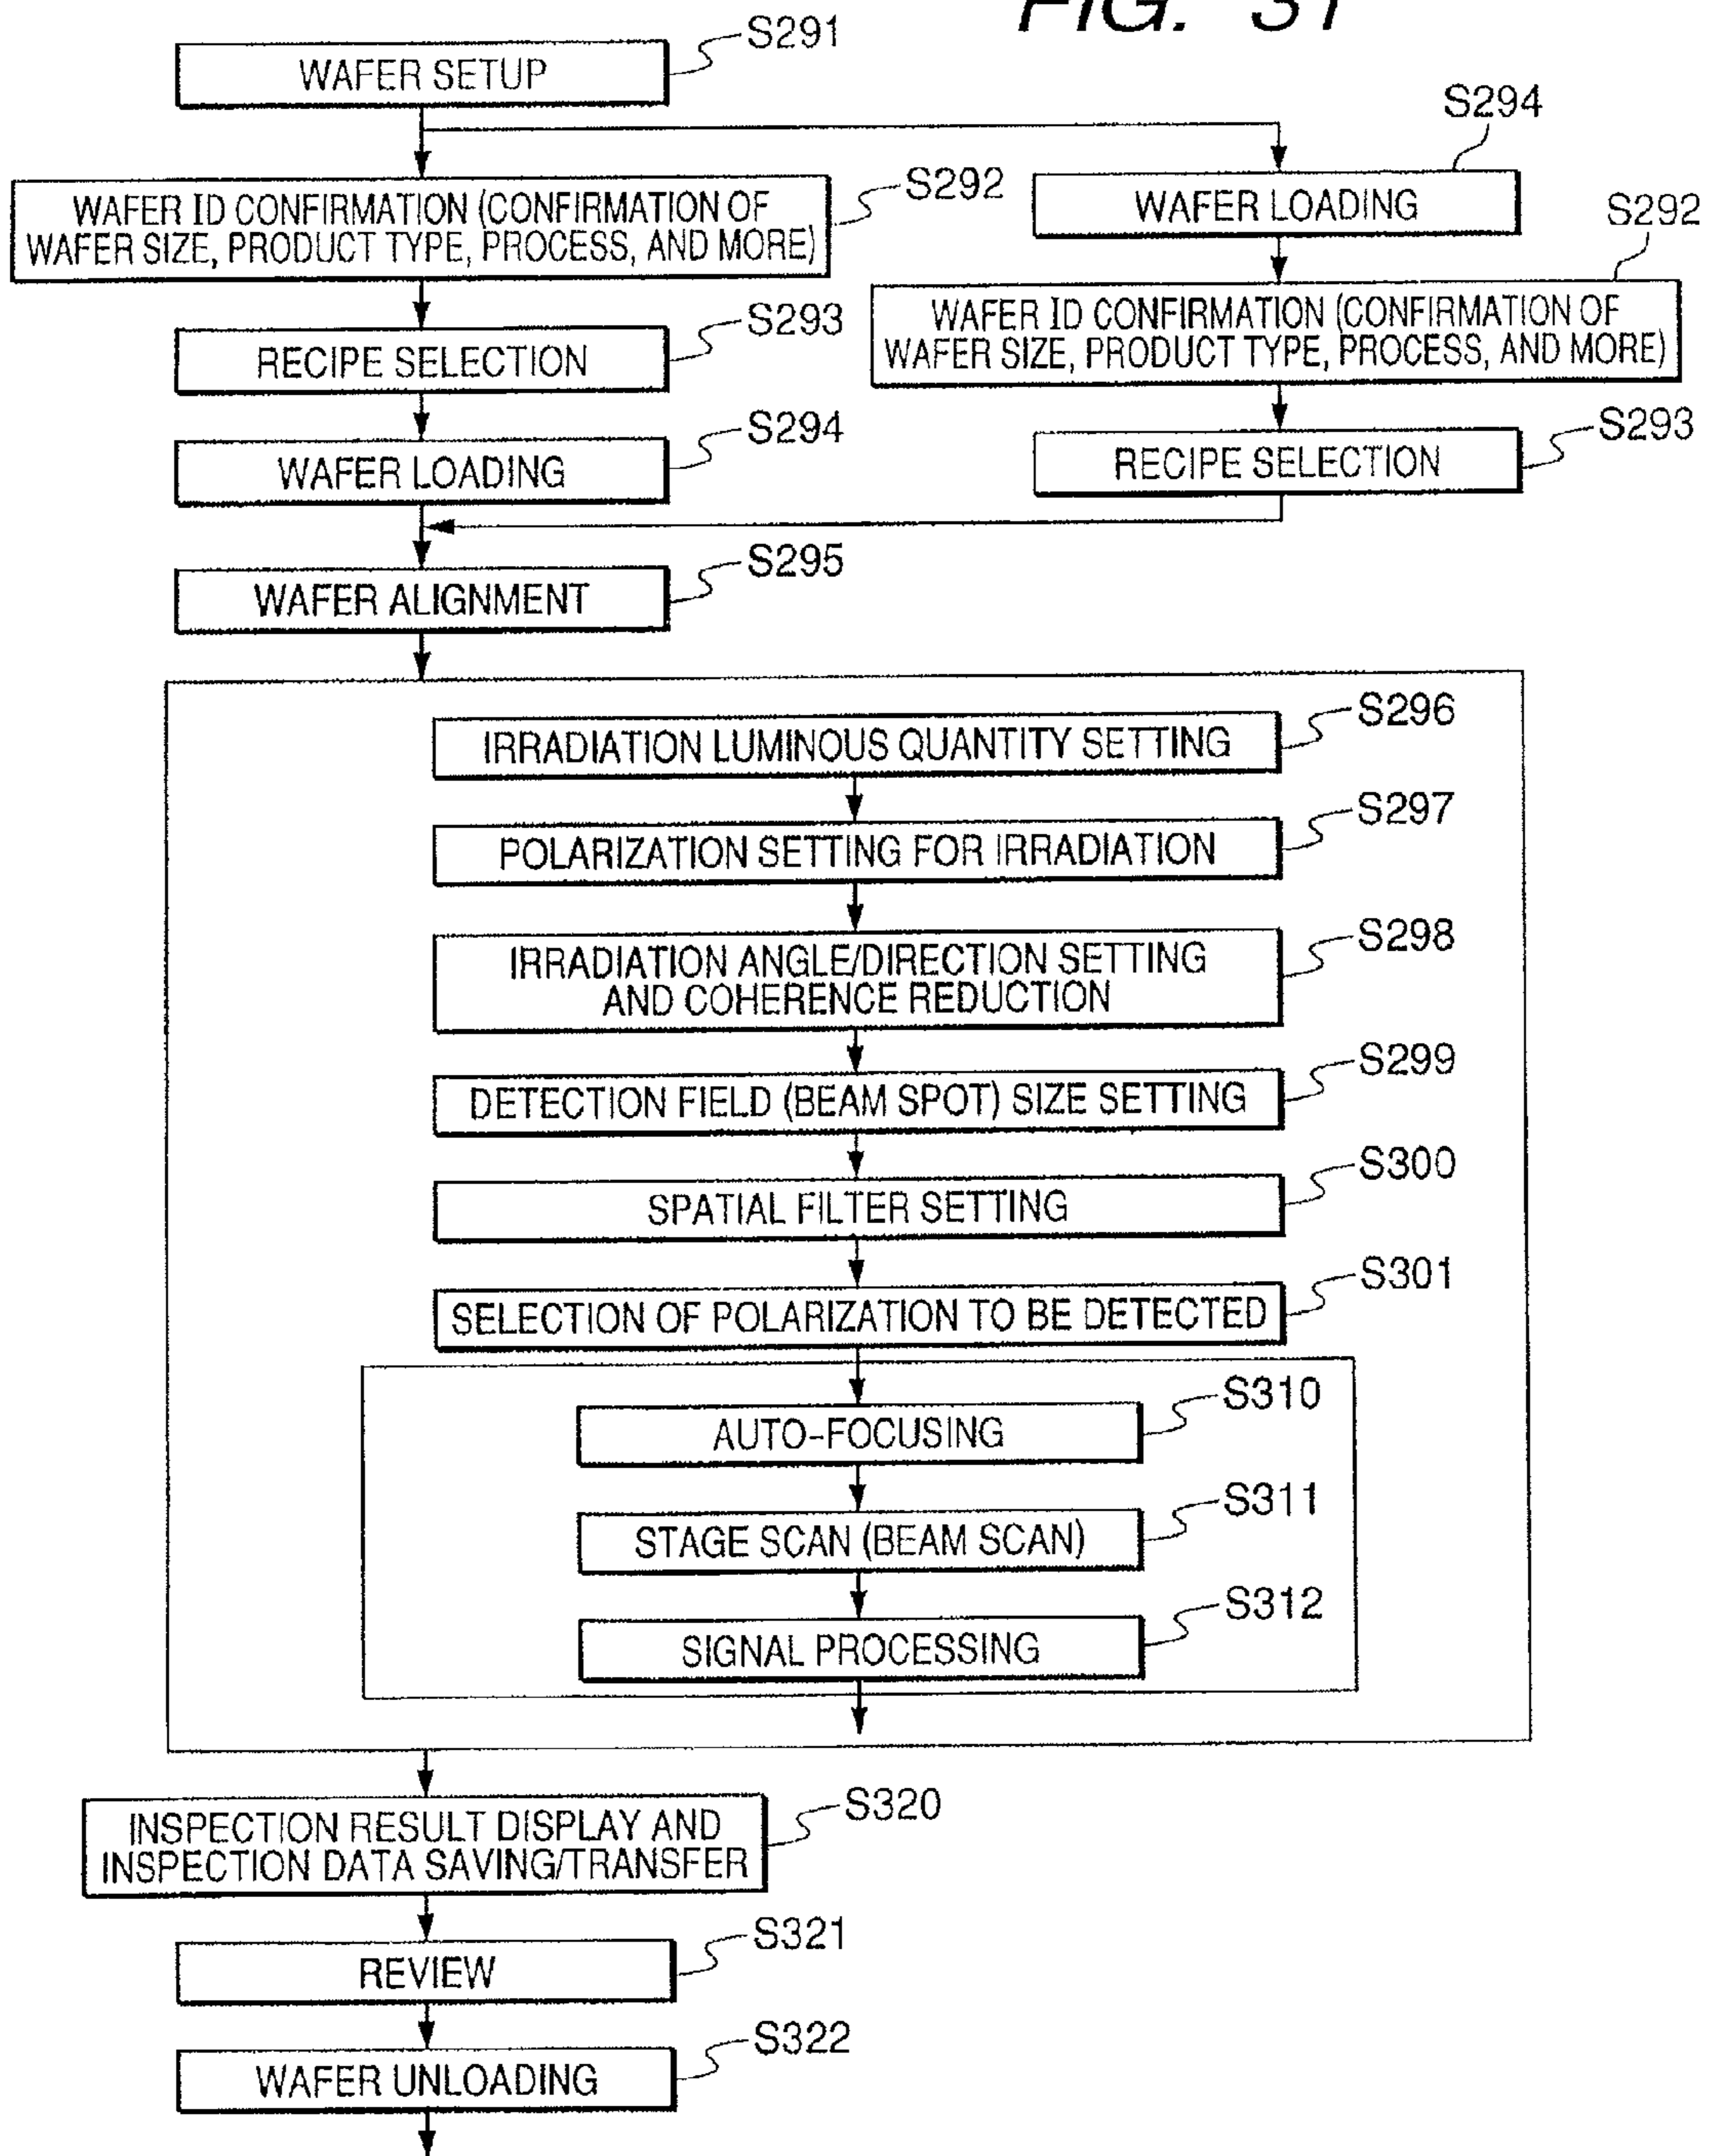 FIG. 31
S291
WAFER SETUP
S294
S292
WAFER ID CONFIRMATION (CONFIRMATION OF
WAFER SIZE, PRODUCT TYPE, PROCESS, AND MORE)
WAFER LOADING
S292
S293
RECIPE SELECTION
WAFER ID CONFIRMATION (CONFIRMATION OF
WAFER SIZE, PRODUCT TYPE, PROCESS, AND MORE)
S294
WAFER LOADING
S293
RECIPE SELECTION
S295
WAFER ALIGNMENT
S296
IRRADIATION LUMINOUS QUANTITY SETTING
S297
POLARIZATION SETTING FOR IRRADIATION
S298
IRRADIATION ANGLE/DIRECTION SETTING
AND COHERENCE REDUCTION
S299
DETECTION FIELD (BEAM SPOT) SIZE SETTING
S300
SPATIAL FILTER SETTING
S301
SELECTION OF POLARIZATION TO BE DETECTED
S310
AUTO-FOCUSING
S311
STAGE SCAN (BEAM SCAN)
S312
SIGNAL PROCESSING
S320
INSPECTION RESULT DISPLAY AND
INSPECTION DATA SAVING/TRANSFER
S321
REVIEW
S322
WAFER UNLOADING